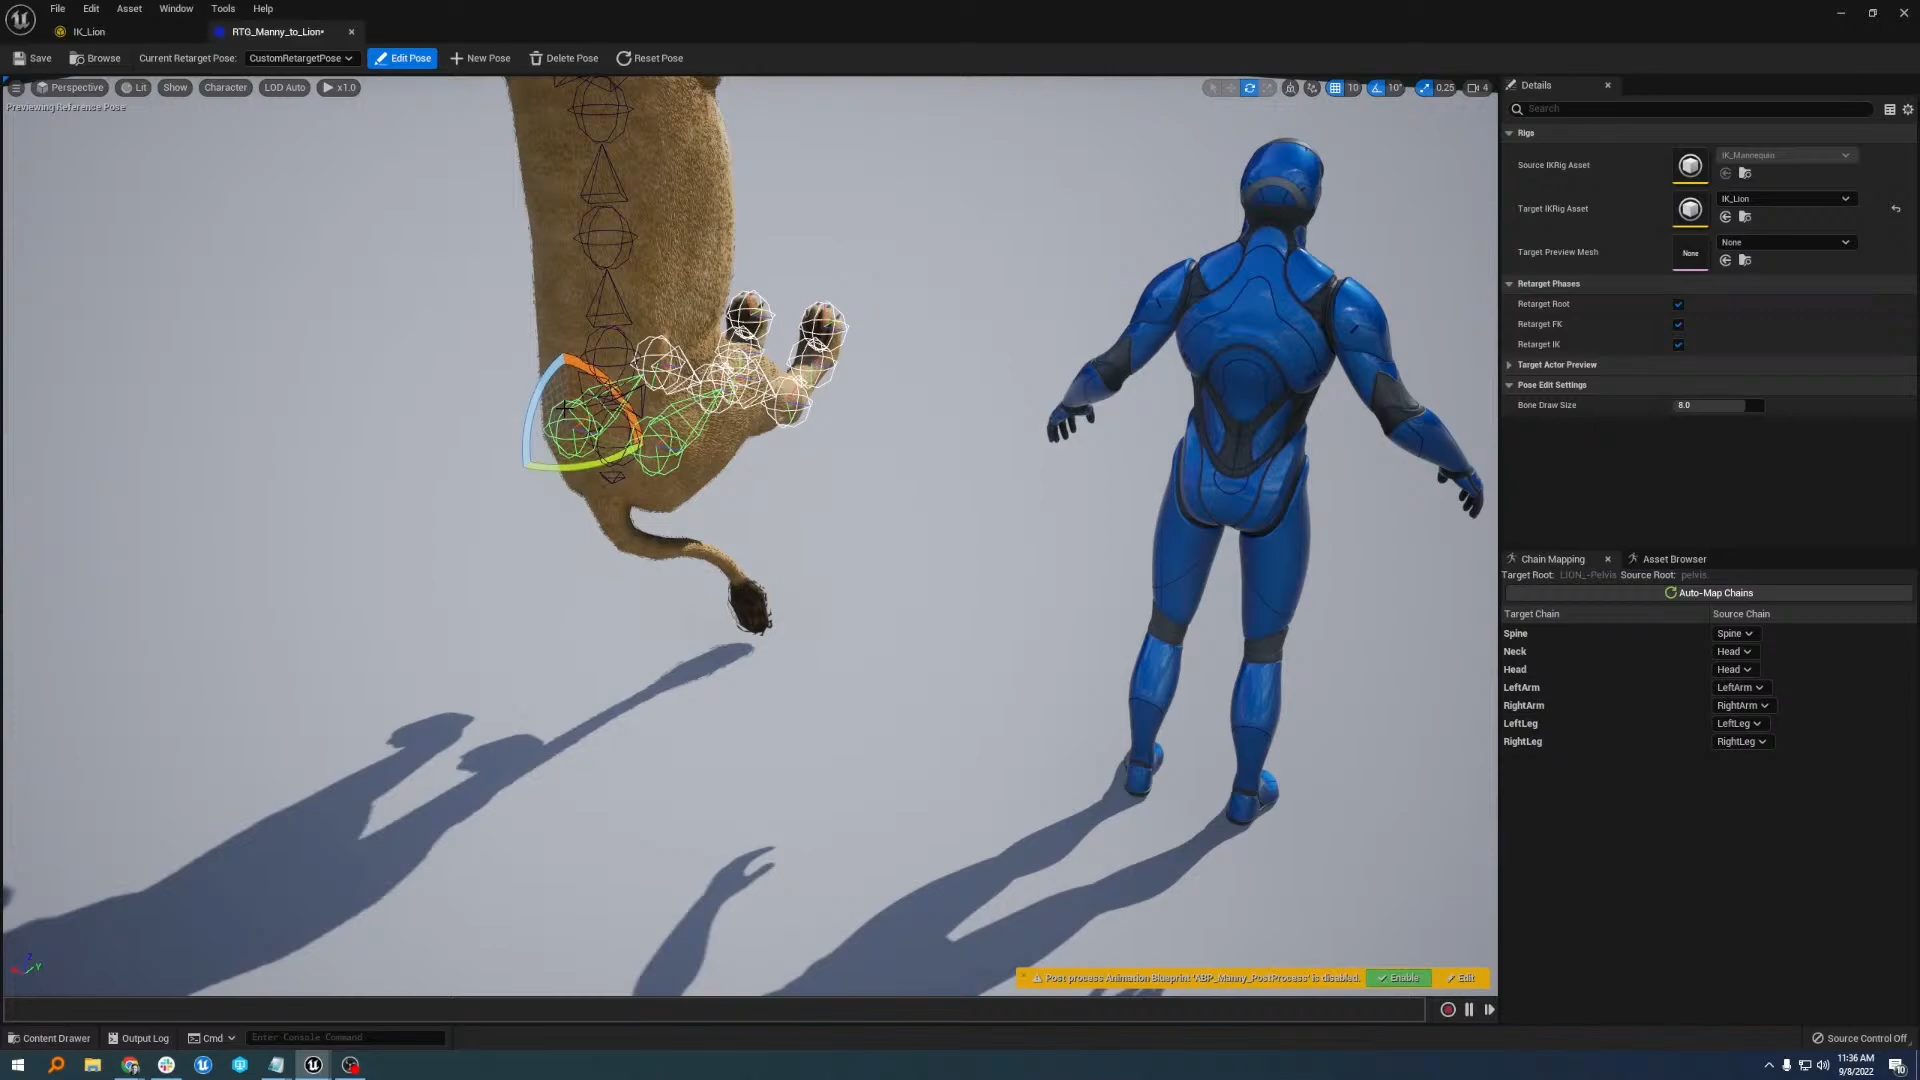 File Edit Asset Window Tools Help
IK_Lion
RTG_Manny_to_Lion•
Save Browse Current Retarget Pose: CustomRetargetPose Edit Pose New Pose Delete Pose Reset Pose
Perspective Lit Show Character LOD Auto x1.0
10 10° 0.25 4
Previewing Reference Pose
Details
Search
Rigs
Source IKRig Asset IK_Mannequin
Target IKRig Asset IK_Lion
Target Preview Mesh None None
Retarget Phases
Retarget Root
Retarget FK
Retarget IK
Target Actor Preview
Pose Edit Settings
Bone Draw Size 8.0
Chain Mapping Asset Browser
Target Root: LION_-Pelvis Source Root: pelvis
Auto-Map Chains
Target Chain Source Chain
Spine Spine
Neck Head
Head Head
LeftArm LeftArm
RightArm RightArm
LeftLeg LeftLeg
RightLeg RightLeg
Z
Y
Post process Animation Blueprint 'ABP_Manny_PostProcess' is disabled. Enable Edit
Content Drawer Output Log Cmd Enter Console Command Source Control Off
11:36 AM
9/8/2022
10